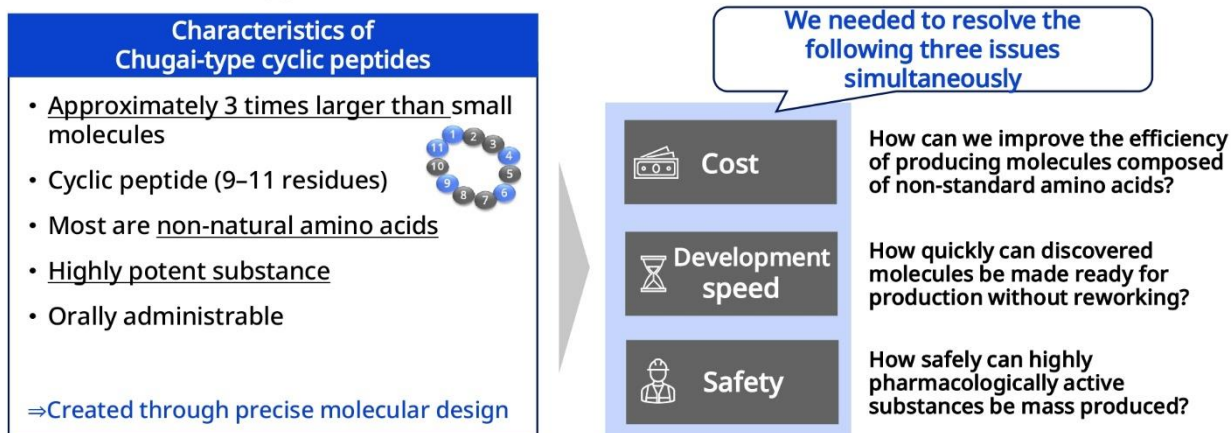 Characteristics of
Chugai-type cyclic peptides
• Approximately 3 times larger than small
molecules
• Cyclic peptide (9–11 residues)
• Most are non-natural amino acids
• Highly potent substance
• Orally administrable
⇒Created through precise molecular design
1
2
3
4
5
6
7
8
9
10
11
We needed to resolve the
following three issues
simultaneously
Cost
How can we improve the efficiency
of producing molecules composed
of non-standard amino acids?
Development
speed
How quickly can discovered
molecules be made ready for
production without reworking?
Safety
How safely can highly
pharmacologically active
substances be mass produced?